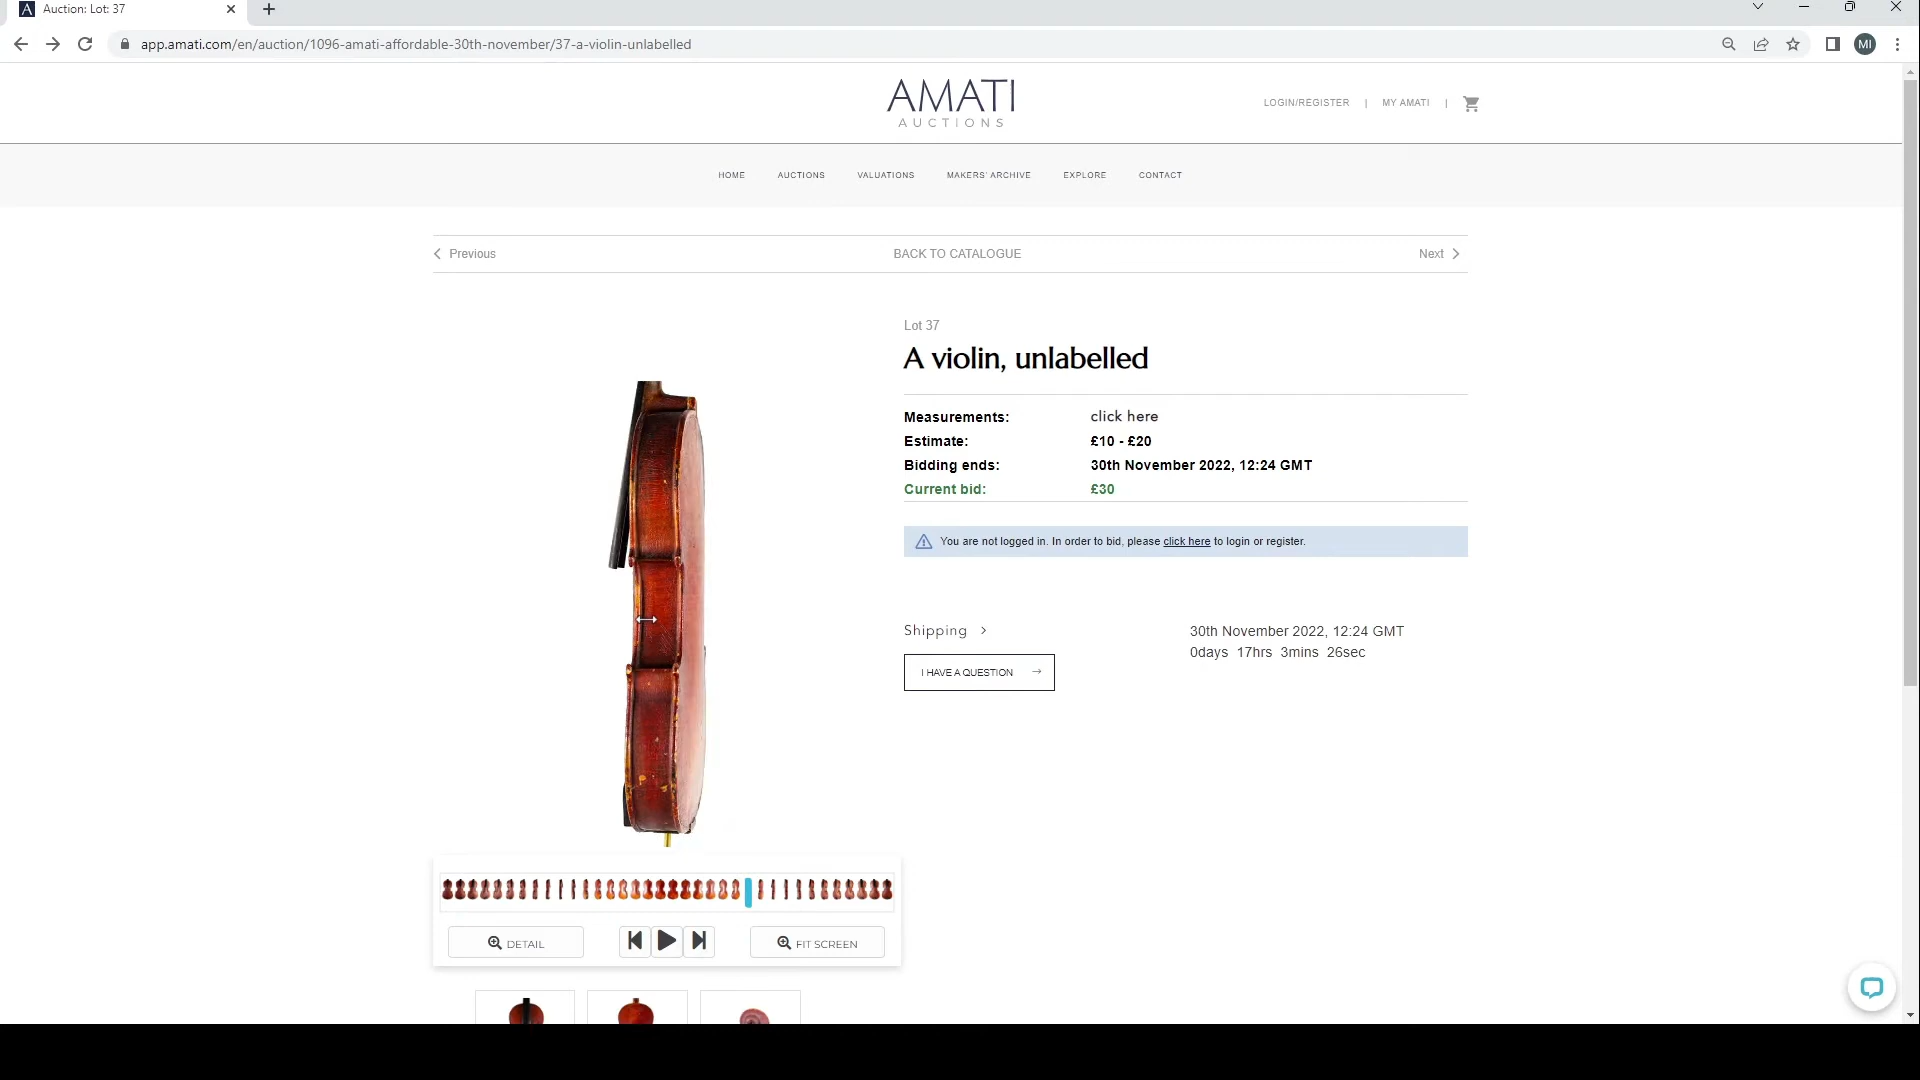 Auction: Lot: 37
app.amati.com/en/auction/1096-amati-affordable-30th-november/37-a-violin-unlabelled
MI
AMATI
AUCTIONS
LOGIN/REGISTER | MY AMATI |
HOME AUCTIONS VALUATIONS MAKERS' ARCHIVE EXPLORE CONTACT
Previous BACK TO CATALOGUE Next
Lot 37
A violin, unlabelled
Measurements: click here
Estimate: £10 - £20
Bidding ends: 30th November 2022, 12:24 GMT
Current bid: £30
You are not logged in. In order to bid, please click here to login or register.
Shipping
30th November 2022, 12:24 GMT
0days 17hrs 3mins 26sec
I HAVE A QUESTION
DETAIL
FIT SCREEN